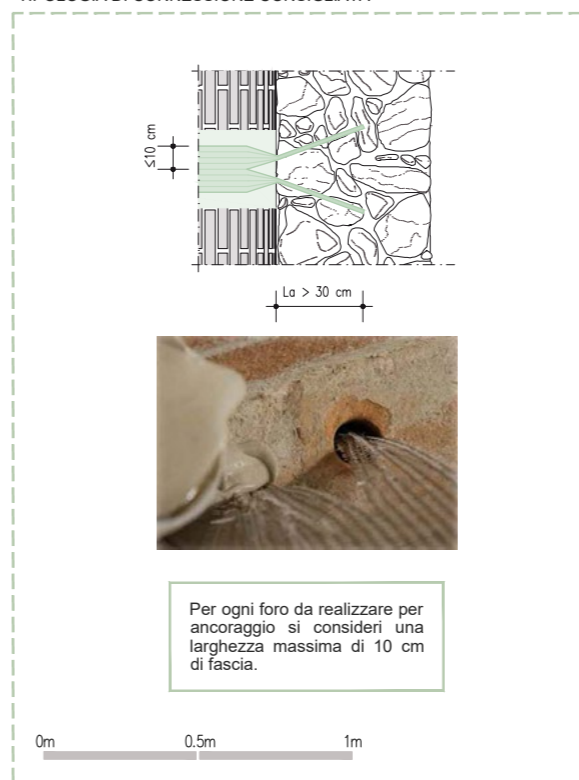 ≤10 cm
La > 30 cm
Per ogni foro da realizzare per
ancoraggio si consideri una
larghezza massima di 10 cm
di fascia.
0m 0.5m 1m